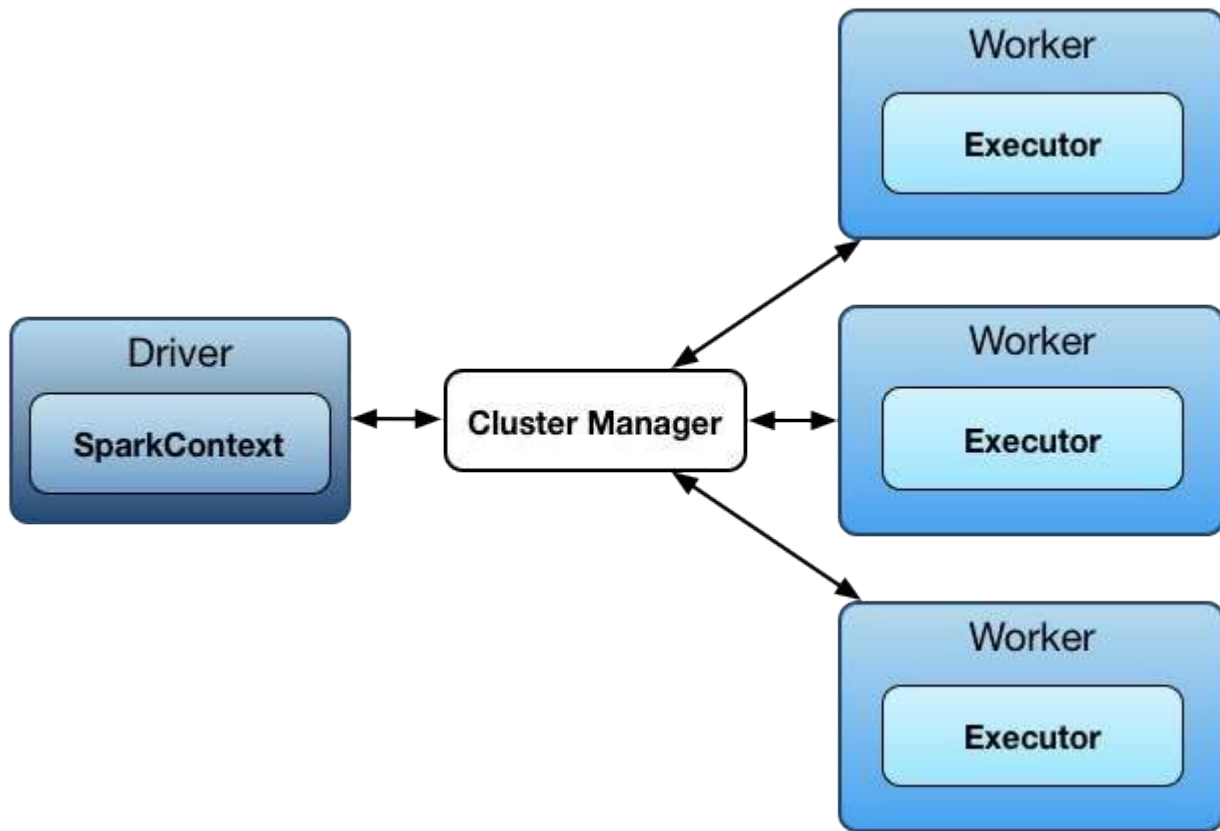 Worker
Executor
Driver
SparkContext
Cluster Manager
Worker
Executor
Worker
Executor